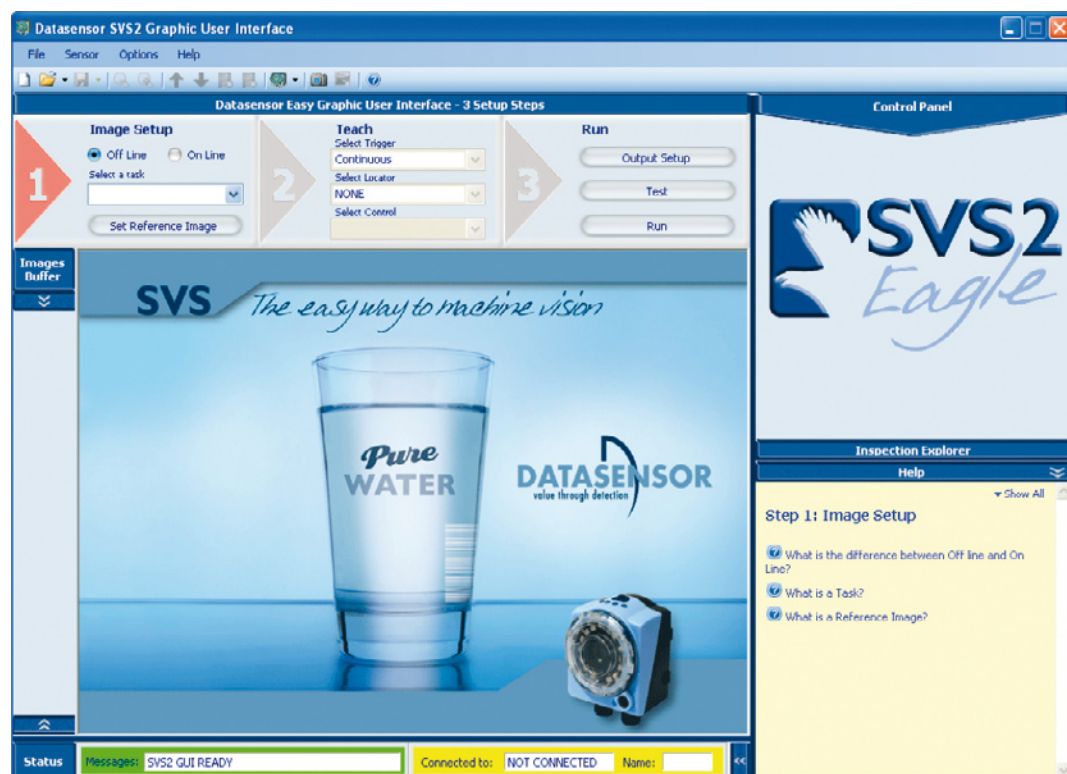 Datasensor SVS2 Graphic User Interface
File Sensor Options Help
Datasensor Easy Graphic User Interface - 3 Setup Steps
Control Panel
1
Image Setup
Off Line On Line
Select a task
Set Reference Image
2
Teach
Select Trigger
Continuous
Select Locator
NONE
Select Control
3
Run
Output Setup
Test
Run
SVS2
Eagle
Images
Buffer
SVS The easy way to machine vision
Pure
WATER
DATASENSOR
value through detection
Inspection Explorer
Help
Show All
Step 1: Image Setup
What is the difference between Off line and On
Line?
What is a Task?
What is a Reference Image?
Status Messages: SVS2 GUI READY Connected to: NOT CONNECTED Name: <<